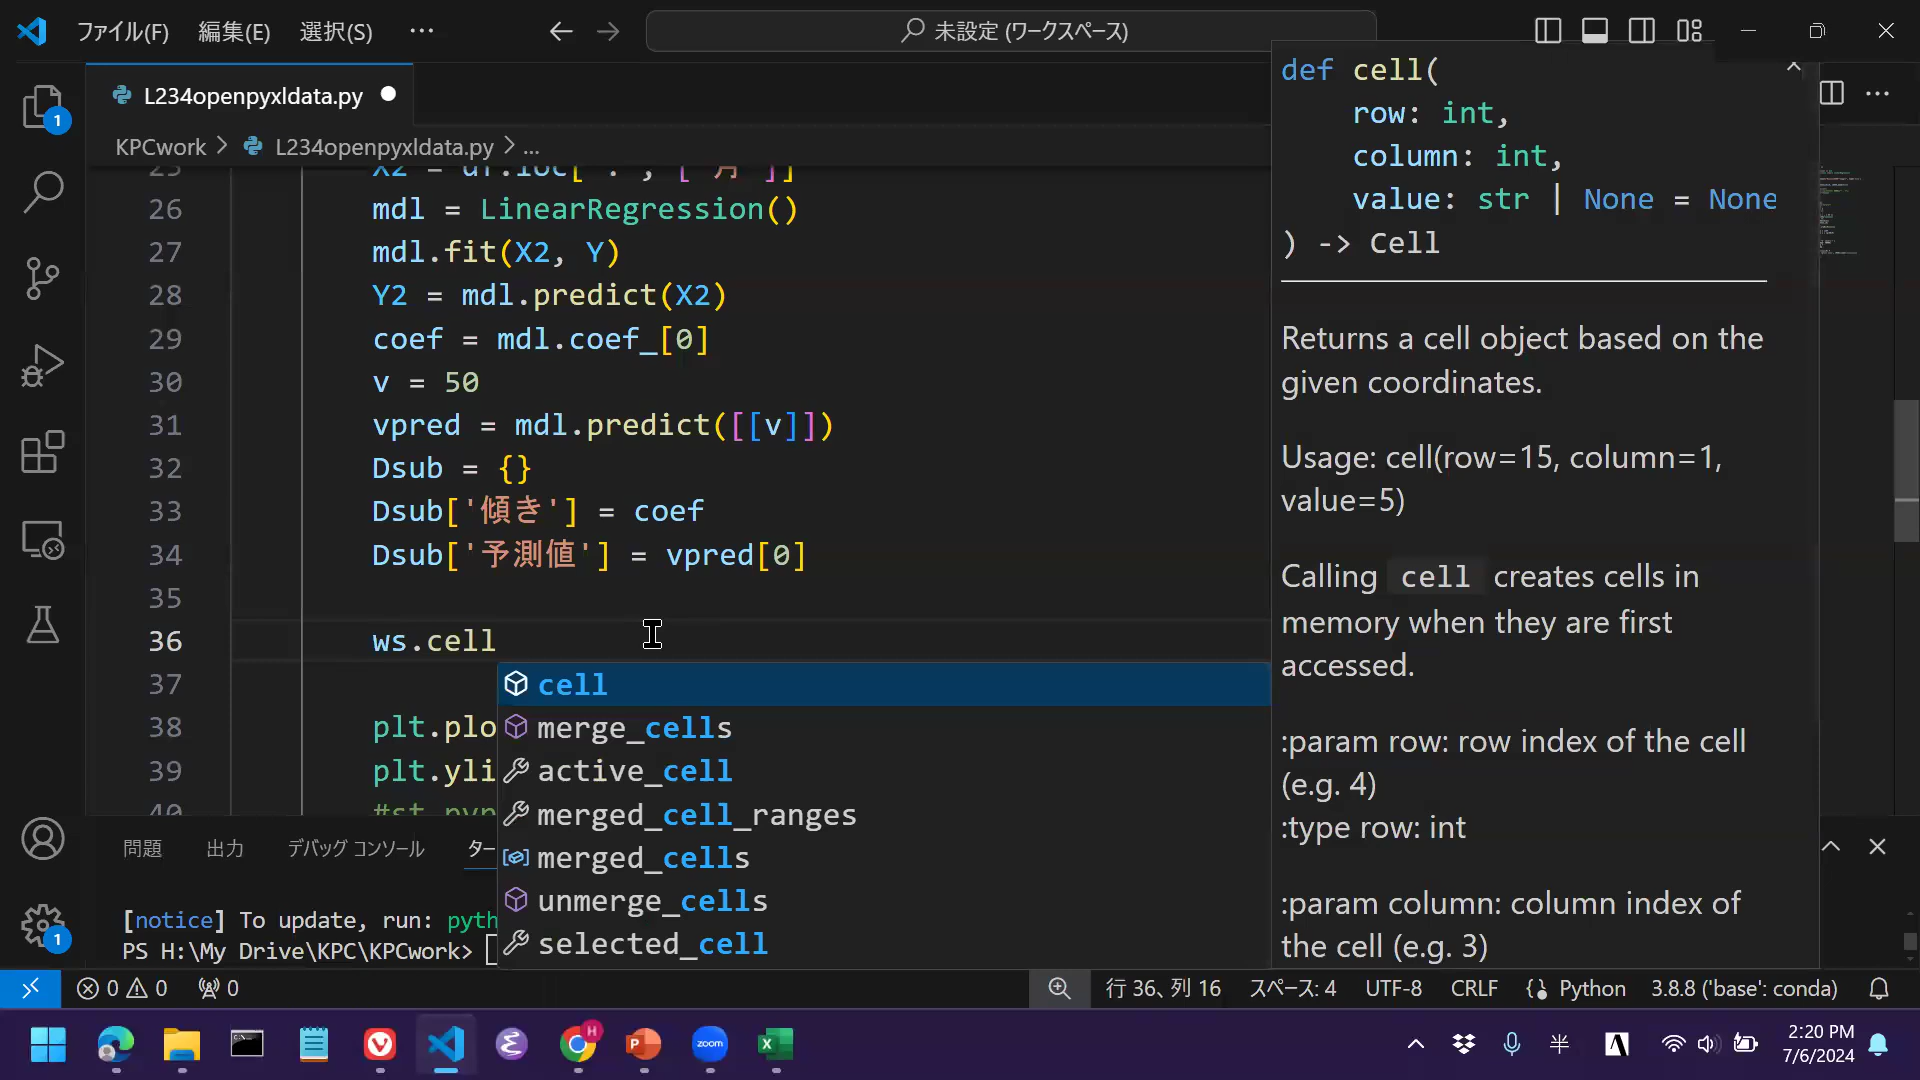 ファイル(F) 編集(E) 選択(S) ··· 未設定 (ワークスペース)
L234openpyxldata.py
KPCwork > L234openpyxldata.py > ...
26 mdl = LinearRegression()
27 mdl.fit(X2, Y)
28 Y2 = mdl.predict(X2)
29 coef = mdl.coef_[0]
30 v = 50
31 vpred = mdl.predict([[v]])
32 Dsub = {}
33 Dsub['傾き'] = coef
34 Dsub['予測値'] = vpred[0]
35
36 ws.cell
37
38 plt.plo
39 plt.yli
cell
merge_cells
active_cell
merged_cell_ranges
merged_cells
unmerge_cells
selected_cell
def cell(
row: int,
column: int,
value: str | None = None
) -> Cell
Returns a cell object based on the
given coordinates.
Usage: cell(row=15, column=1,
value=5)
Calling cell creates cells in
memory when they are first
accessed.
:param row: row index of the cell
(e.g. 4)
:type row: int
:param column: column index of
the cell (e.g. 3)
問題 出力 デバッグ コンソール ター
[notice] To update, run: pyth
PS H:\My Drive\KPC\KPCwork>
1
1
0 0 0 行 36、列 16 スペース: 4 UTF-8 CRLF Python 3.8.8 ('base': conda)
H
zoom
半
2:20 PM
7/6/2024